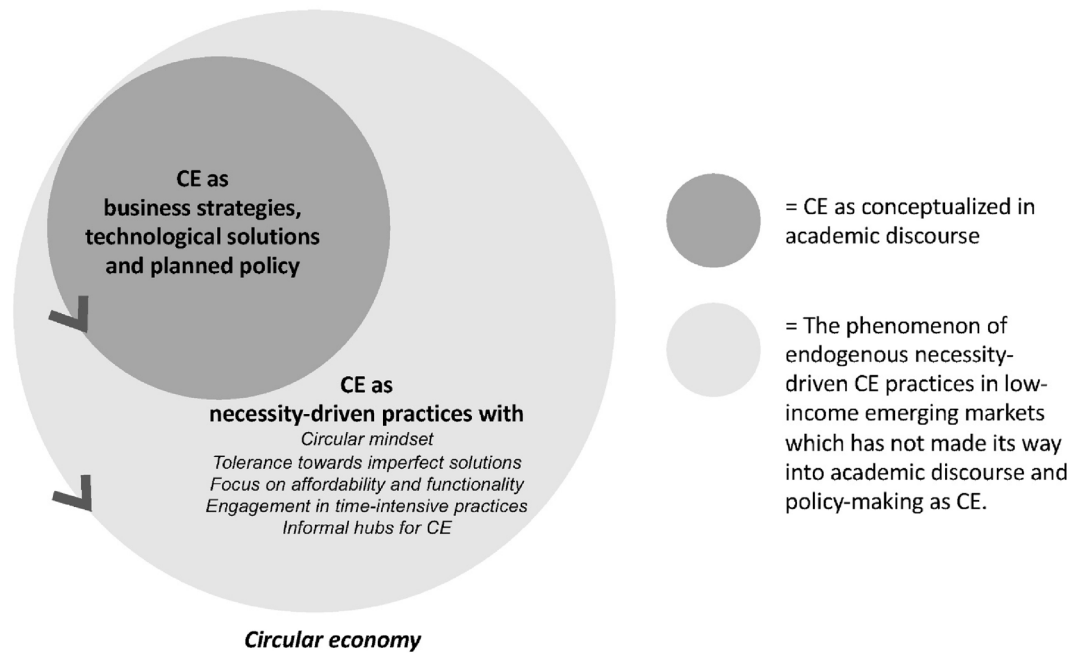 CE as
business strategies,
technological solutions
and planned policy
CE as
necessity-driven practices with
Circular mindset
Tolerance towards imperfect solutions
Focus on affordability and functionality
Engagement in time-intensive practices
Informal hubs for CE
Circular economy
= CE as conceptualized in
academic discourse
= The phenomenon of
endogenous necessity-
driven CE practices in low-
income emerging markets
which has not made its way
into academic discourse and
policy-making as CE.